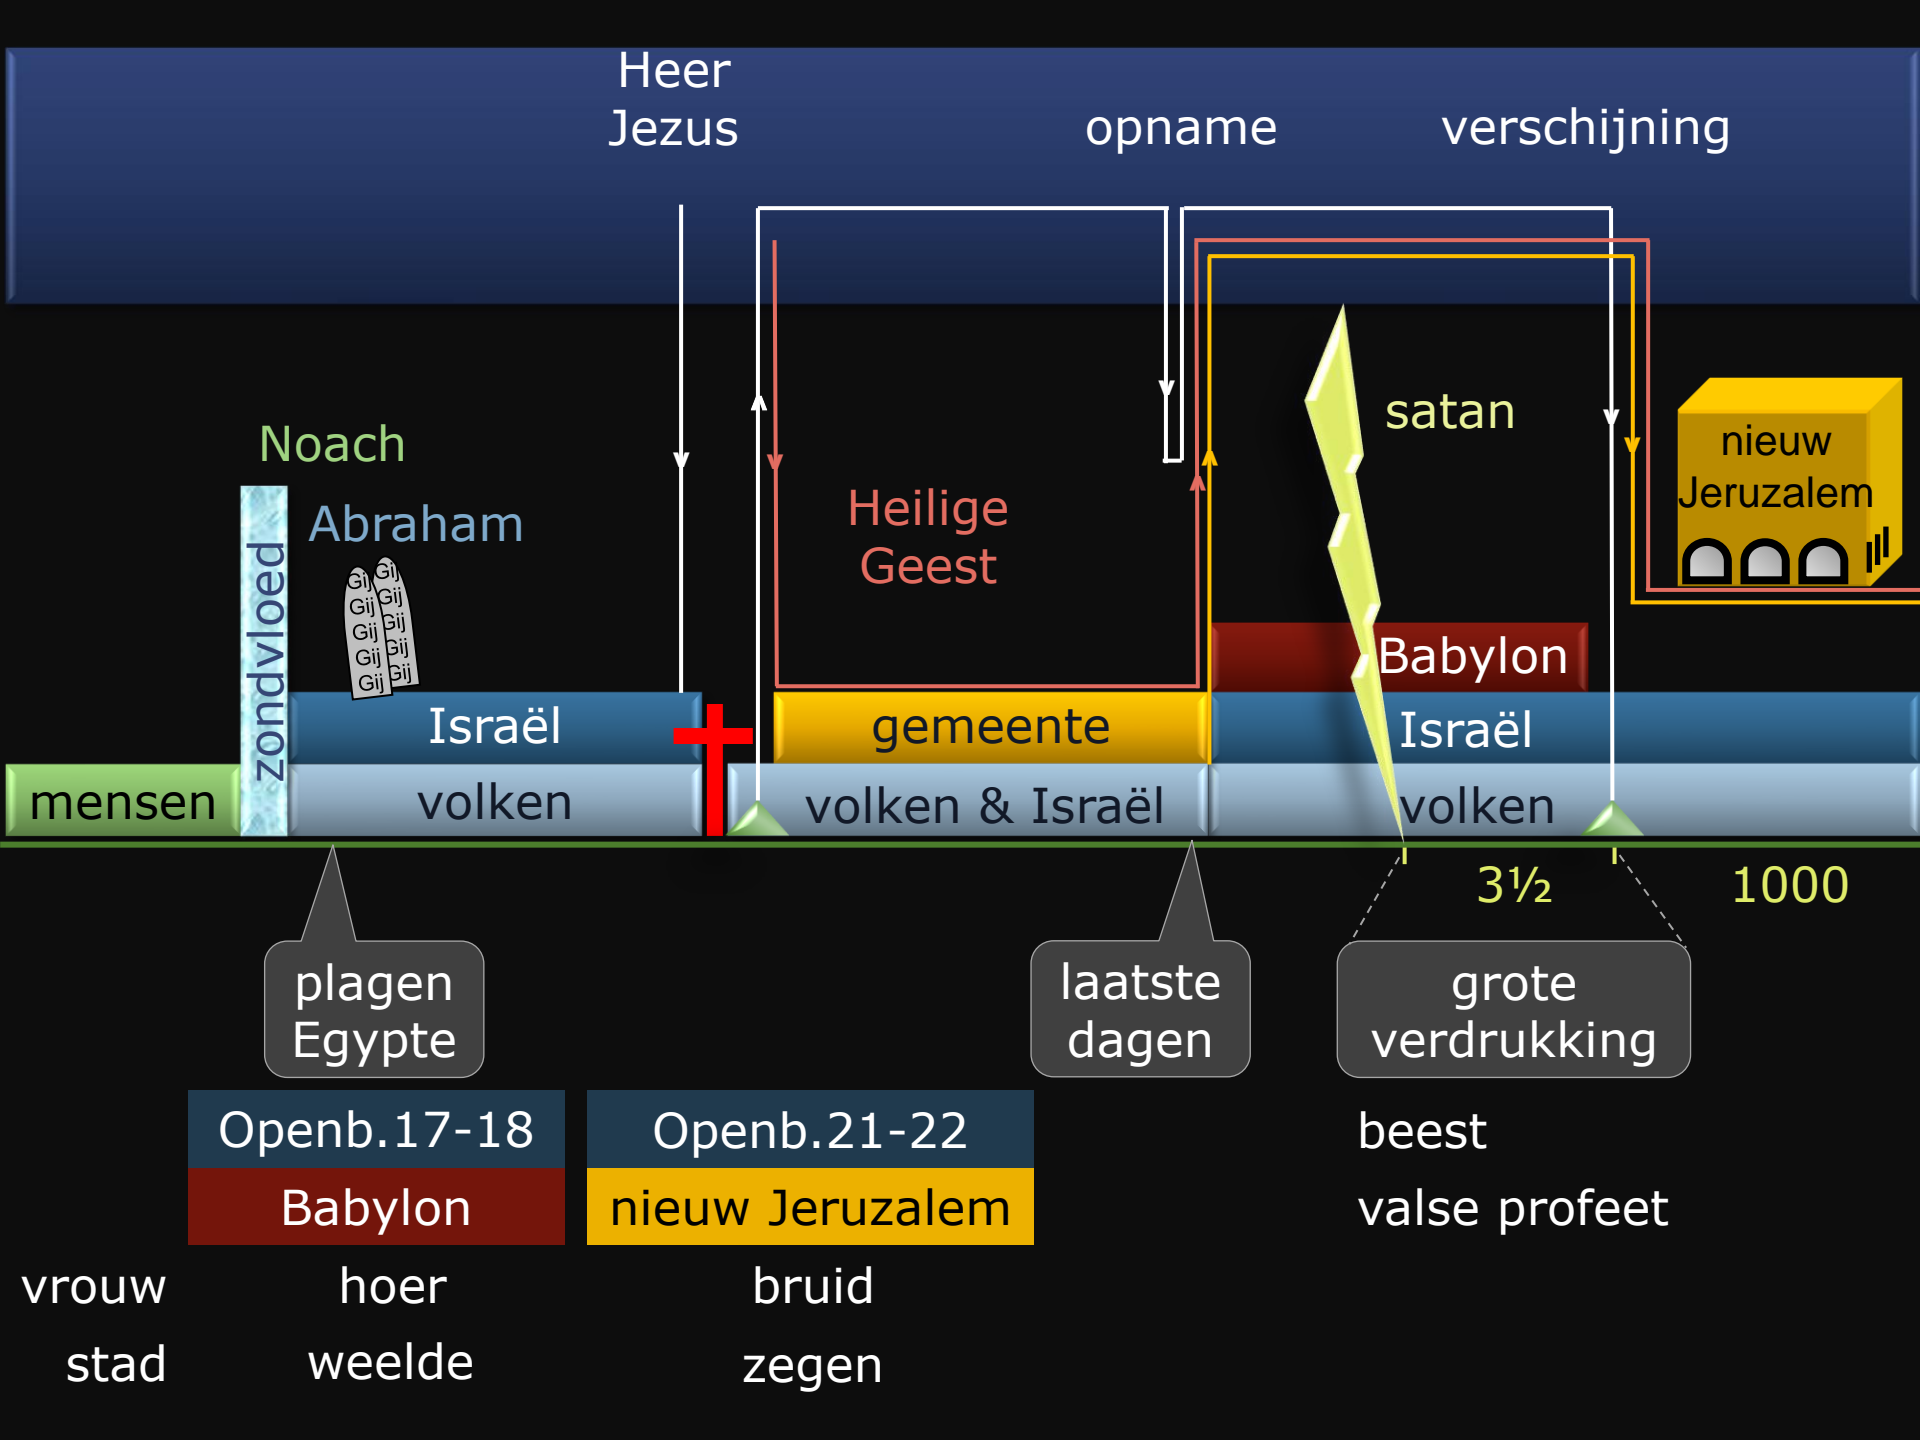 Heer
Jezus
opname
verschijning
satan
Noach
Abraham
Heilige
Geest
nieuw
Jeruzalem
zondvloed
Gij
Gij
Gij
Gij
Gij
Gij
Gij
Gij
Gij
Gij
Babylon
Israël
gemeente
Israël
mensen
volken
volken & Israël
volken
3½
1000
plagen
Egypte
laatste
dagen
grote
verdrukking
Openb.17-18
Openb.21-22
beest
Babylon
nieuw Jeruzalem
valse profeet
vrouw
hoer
bruid
stad
weelde
zegen